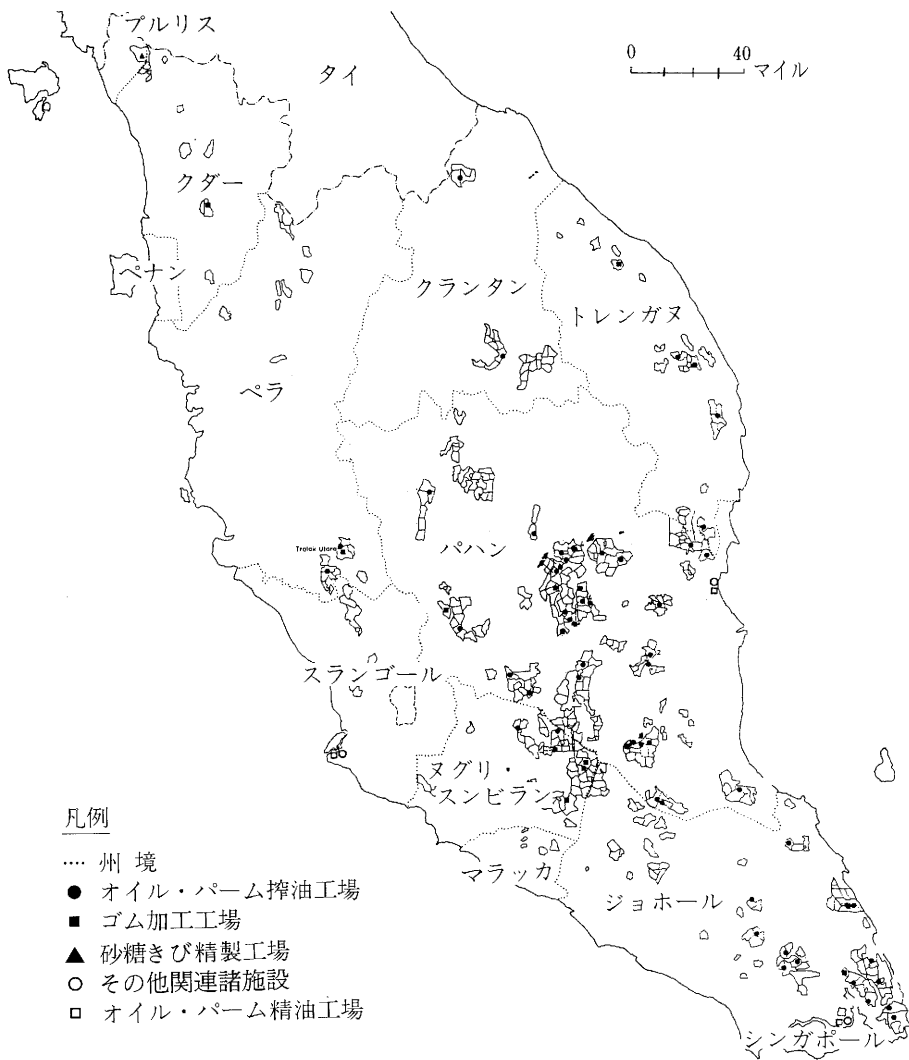 プルリス
タイ
0 40
マイル
クダー
ペナン
クランタン
トレンガヌ
ペラ
Trolak Utara
パハン
2
スランゴール
ヌグリ・
スンビラン
マラッカ
ジョホール
シンガポール
凡例
州 境
オイル・パーム搾油工場
ゴム加工工場
砂糖きび精製工場
その他関連諸施設
オイル・パーム精油工場